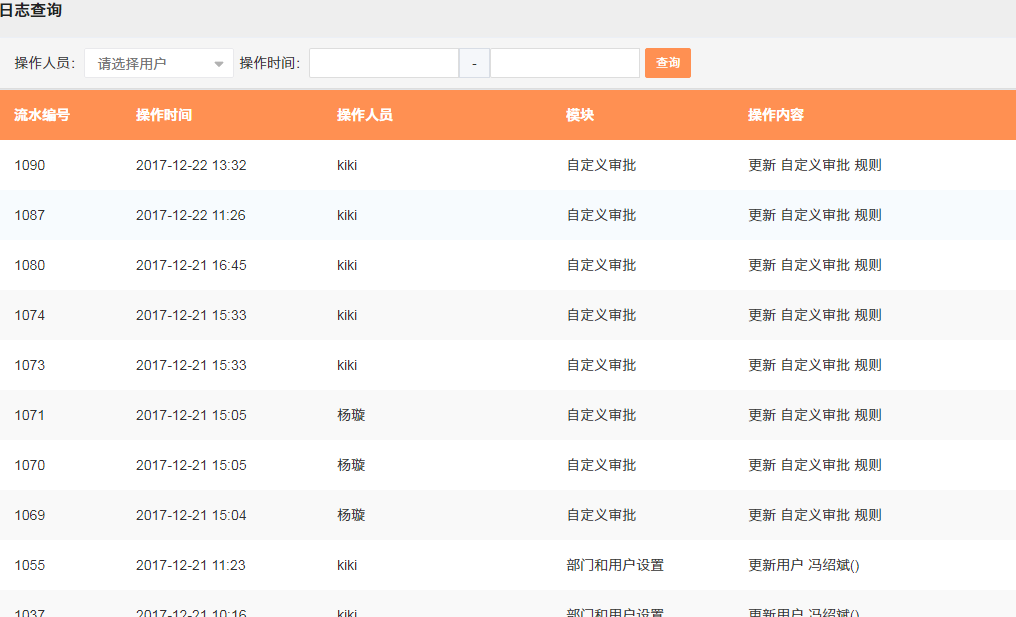 日志查询
操作人员： 请选择用户 操作时间： - 查询
流水编号 操作时间 操作人员 模块 操作内容
1090 2017-12-22 13:32 kiki 自定义审批 更新 自定义审批 规则
1087 2017-12-22 11:26 kiki 自定义审批 更新 自定义审批 规则
1080 2017-12-21 16:45 kiki 自定义审批 更新 自定义审批 规则
1074 2017-12-21 15:33 kiki 自定义审批 更新 自定义审批 规则
1073 2017-12-21 15:33 kiki 自定义审批 更新 自定义审批 规则
1071 2017-12-21 15:05 杨璇 自定义审批 更新 自定义审批 规则
1070 2017-12-21 15:05 杨璇 自定义审批 更新 自定义审批 规则
1069 2017-12-21 15:04 杨璇 自定义审批 更新 自定义审批 规则
1055 2017-12-21 11:23 kiki 部门和用户设置 更新用户 冯绍斌()
1037 2017-12-21 10:16 kiki 部门和用户设置 更新用户 冯绍斌()